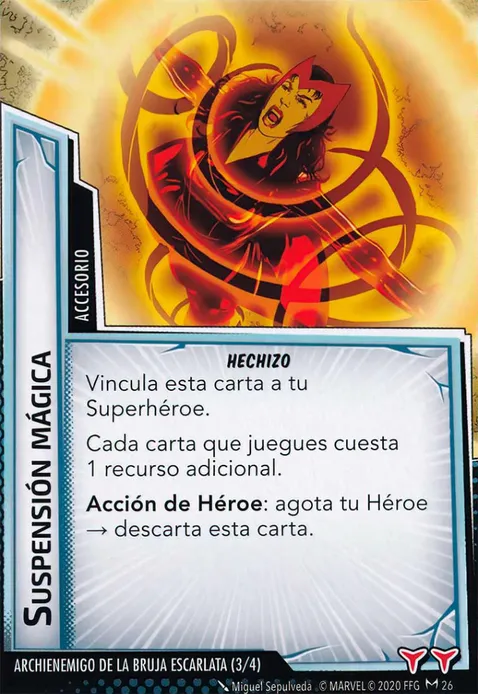 SUSPENSIÓN MÁGICA
ACCESORIO
HECHIZO
Vincula esta carta a tu
Superhéroe.
Cada carta que juegues cuesta
1 recurso adicional.
Acción de Héroe: agota tu Héroe
→ descarta esta carta.
ARCHIENEMIGO DE LA BRUJA ESCARLATA (3/4)
Miguel Sepulveda © MARVEL © 2020 FFG 26